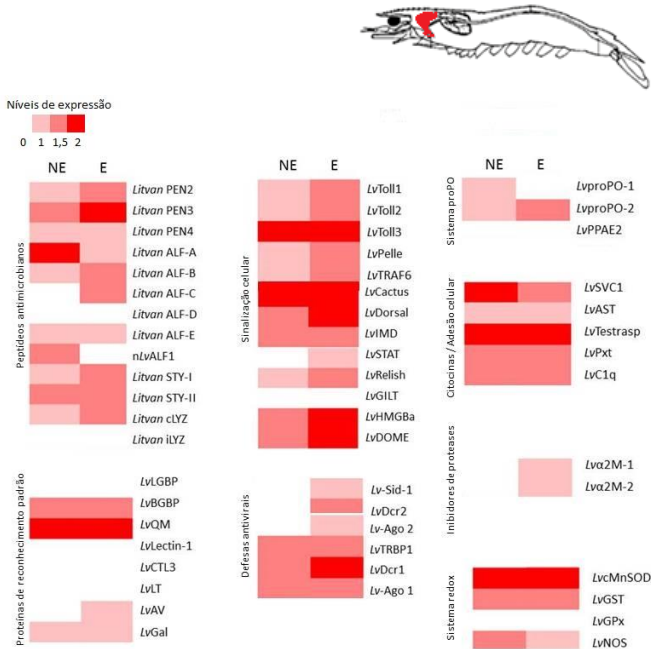 Níveis de expressão
0 1 1,5 2
NE E
Peptídeos antimicrobianos
Litvan PEN2
Litvan PEN3
Litvan PEN4
Litvan ALF-A
Litvan ALF-B
Litvan ALF-C
Litvan ALF-D
Litvan ALF-E
nLvALF1
Litvan STY-I
Litvan STY-II
Litvan cLYZ
Litvan iLYZ
Proteínas de reconhecimento padrão
LvLGBP
LvBGBP
LvQM
LvLectin-1
LvCTL3
LvLT
LvAV
LvGal
NE E
Sinalização celular
LvToll1
LvToll2
LvToll3
LvPelle
LvTRAF6
LvCactus
LvDorsal
LvIMD
LvSTAT
LvRelish
LvGILT
LvHMGBa
LvDOME
Defesas antivirais
Lv-Sid-1
LvDcr2
Lv-Ago 2
LvTRBP1
LvDcr1
Lv-Ago 1
NE E
Sistema proPO
LvproPO-1
LvproPO-2
LvPPAE2
Citocinas / Adesão celular
LvSVC1
LvAST
LvTestrasp
LvPxt
LvC1q
Inibidores de proteases
Lvα2M-1
Lvα2M-2
Sistema redox
LvcMnSOD
LvGST
LvGPx
LvNOS